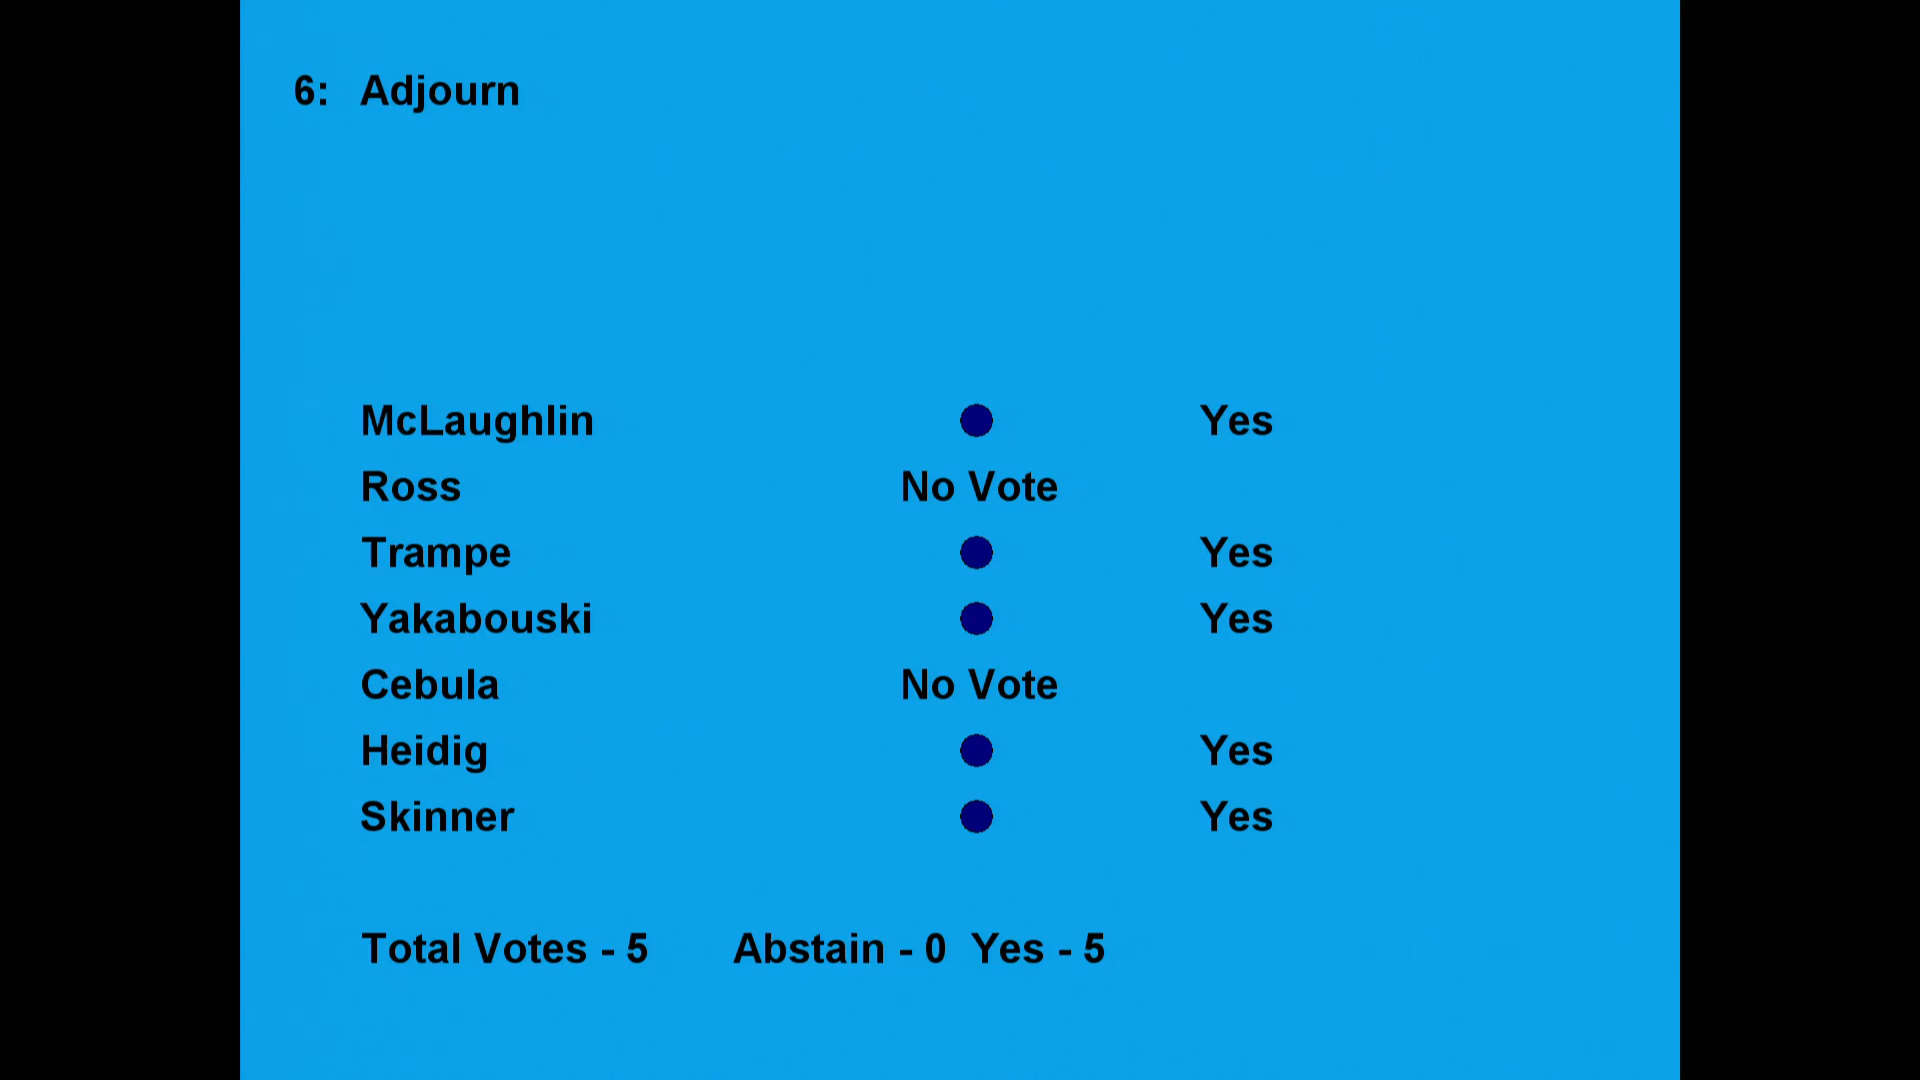 6: Adjourn
McLaughlin Yes
Ross No Vote
Trampe Yes
Yakabouski Yes
Cebula No Vote
Heidig Yes
Skinner Yes
Total Votes - 5 Abstain - 0 Yes - 5